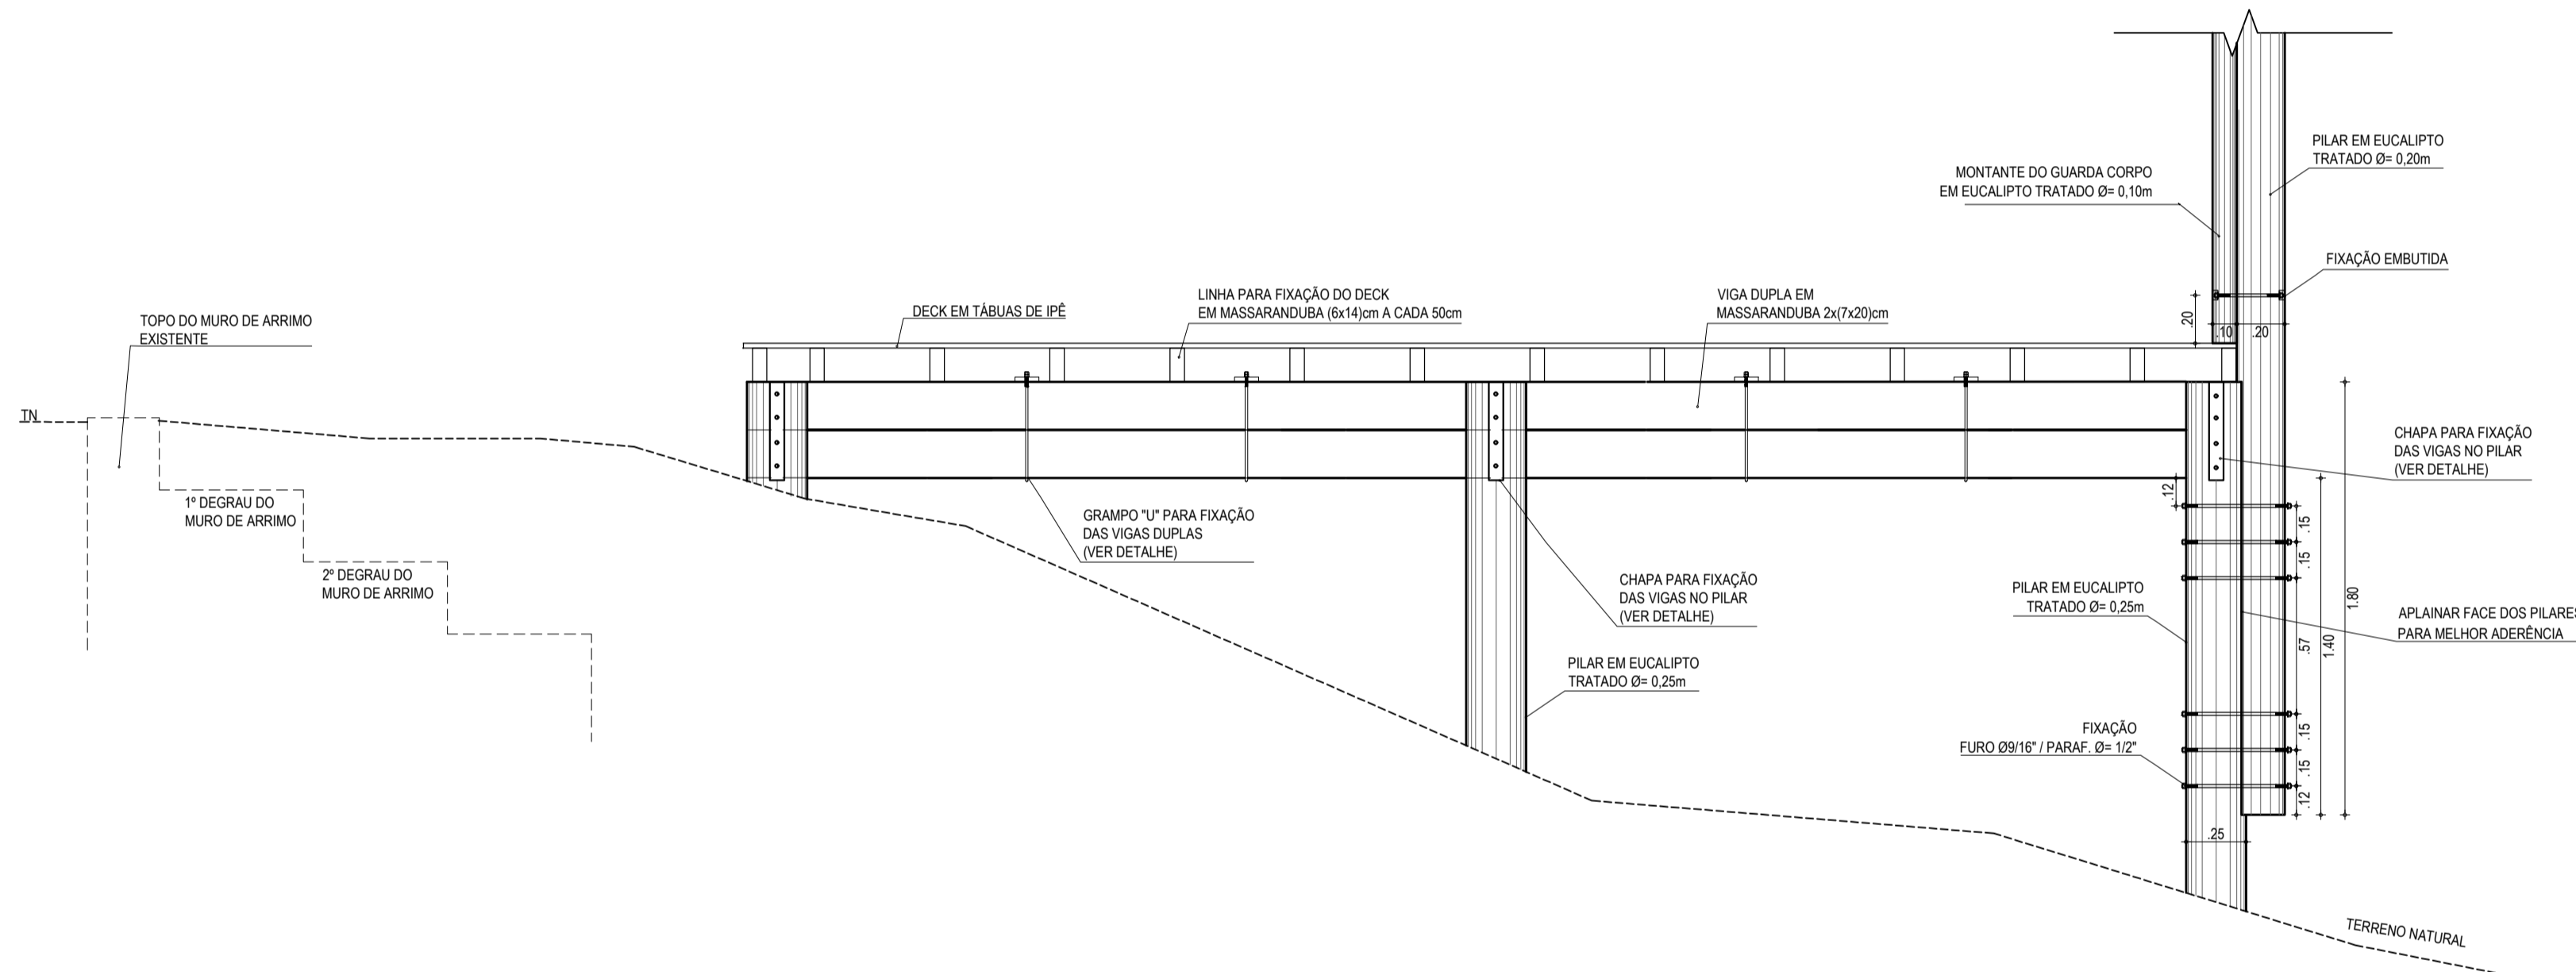 PILAR EM EUCALIPTO
TRATADO Ø= 0,20m
MONTANTE DO GUARDA CORPO
EM EUCALIPTO TRATADO Ø= 0,10m
FIXAÇÃO EMBUTIDA
TOPO DO MURO DE ARRIMO
EXISTENTE
DECK EM TÁBUAS DE IPÊ
LINHA PARA FIXAÇÃO DO DECK
EM MASSARANDUBA (6x14)cm A CADA 50cm
VIGA DUPLA EM
MASSARANDUBA 2x(7x20)cm
.20
.10
.20
TN
CHAPA PARA FIXAÇÃO
DAS VIGAS NO PILAR
(VER DETALHE)
1º DEGRAU DO
MURO DE ARRIMO
2º DEGRAU DO
MURO DE ARRIMO
GRAMPO "U" PARA FIXAÇÃO
DAS VIGAS DUPLAS
(VER DETALHE)
CHAPA PARA FIXAÇÃO
DAS VIGAS NO PILAR
(VER DETALHE)
PILAR EM EUCALIPTO
TRATADO Ø= 0,25m
PILAR EM EUCALIPTO
TRATADO Ø= 0,25m
.12
.15
.15
.57
1.40
1.80
APLAINAR FACE DOS PILARES
PARA MELHOR ADERÊNCIA
FIXAÇÃO
FURO Ø9/16" / PARAF. Ø= 1/2"
.15
.15
.12
.25
TERRENO NATURAL